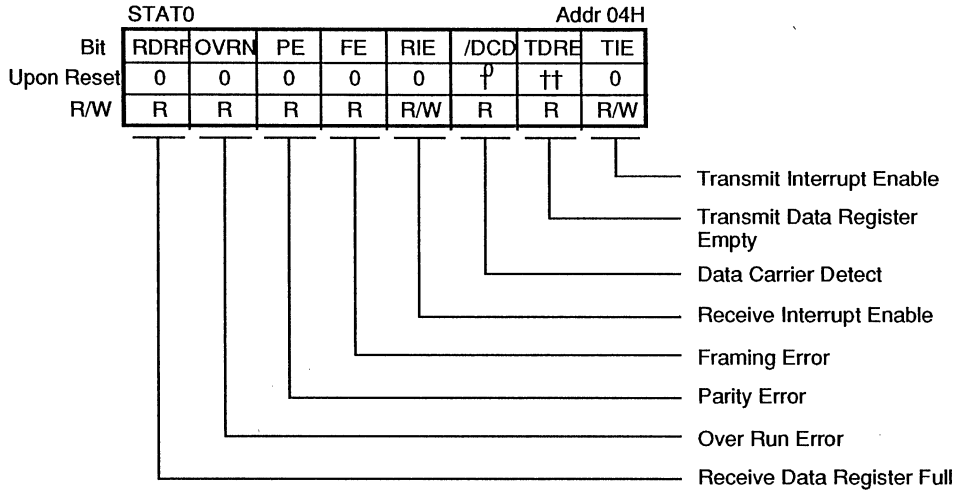 STAT0 Addr 04H
Bit RDRF OVRN PE FE RIE /DCD TDRE TIE
Upon Reset 0 0 0 0 0 † †† 0
R/W R R R R R/W R R R/W
Transmit Interrupt Enable
Transmit Data Register
Empty
Data Carrier Detect
Receive Interrupt Enable
Framing Error
Parity Error
Over Run Error
Receive Data Register Full